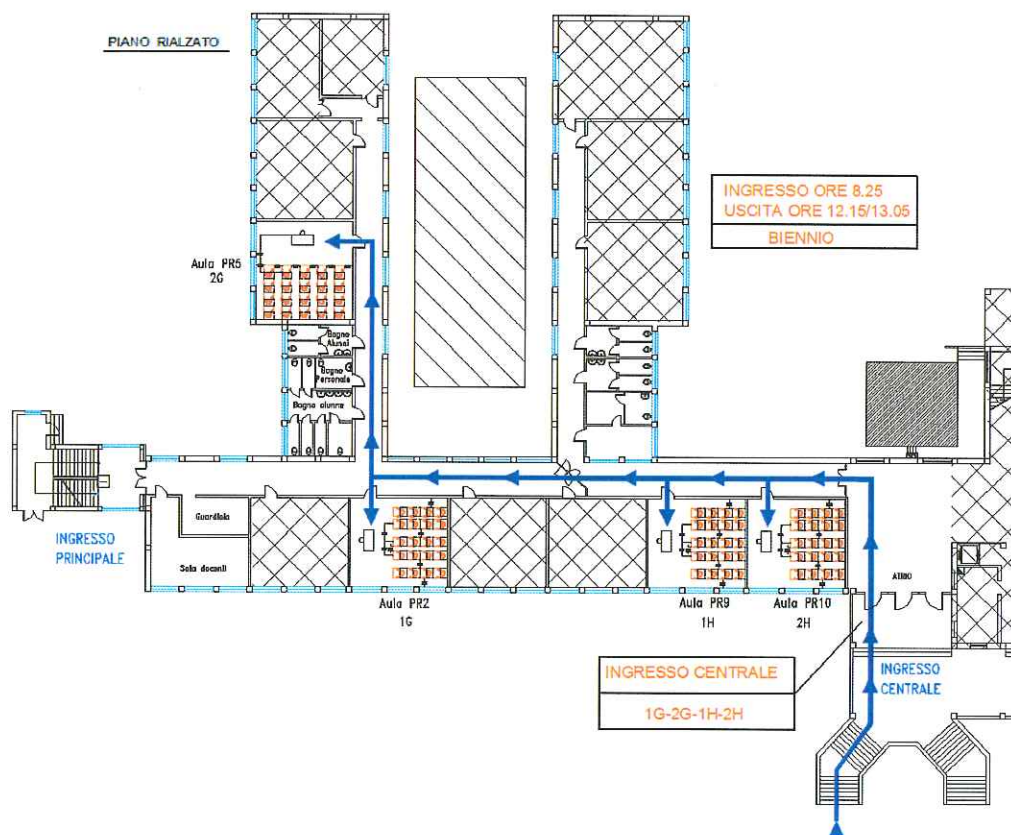 PIANO RIALZATO
INGRESSO ORE 8.25
USCITA ORE 12.15/13.05
BIENNIO
Aula PR5
2G
Bagno
Alunni
Bagno
Personale
Bagno alunne
Guardiola
INGRESSO
PRINCIPALE
Sala docenti
Atrio
Aula PR2
1G
Aula PR9
1H
Aula PR10
2H
INGRESSO CENTRALE
1G-2G-1H-2H
INGRESSO
CENTRALE